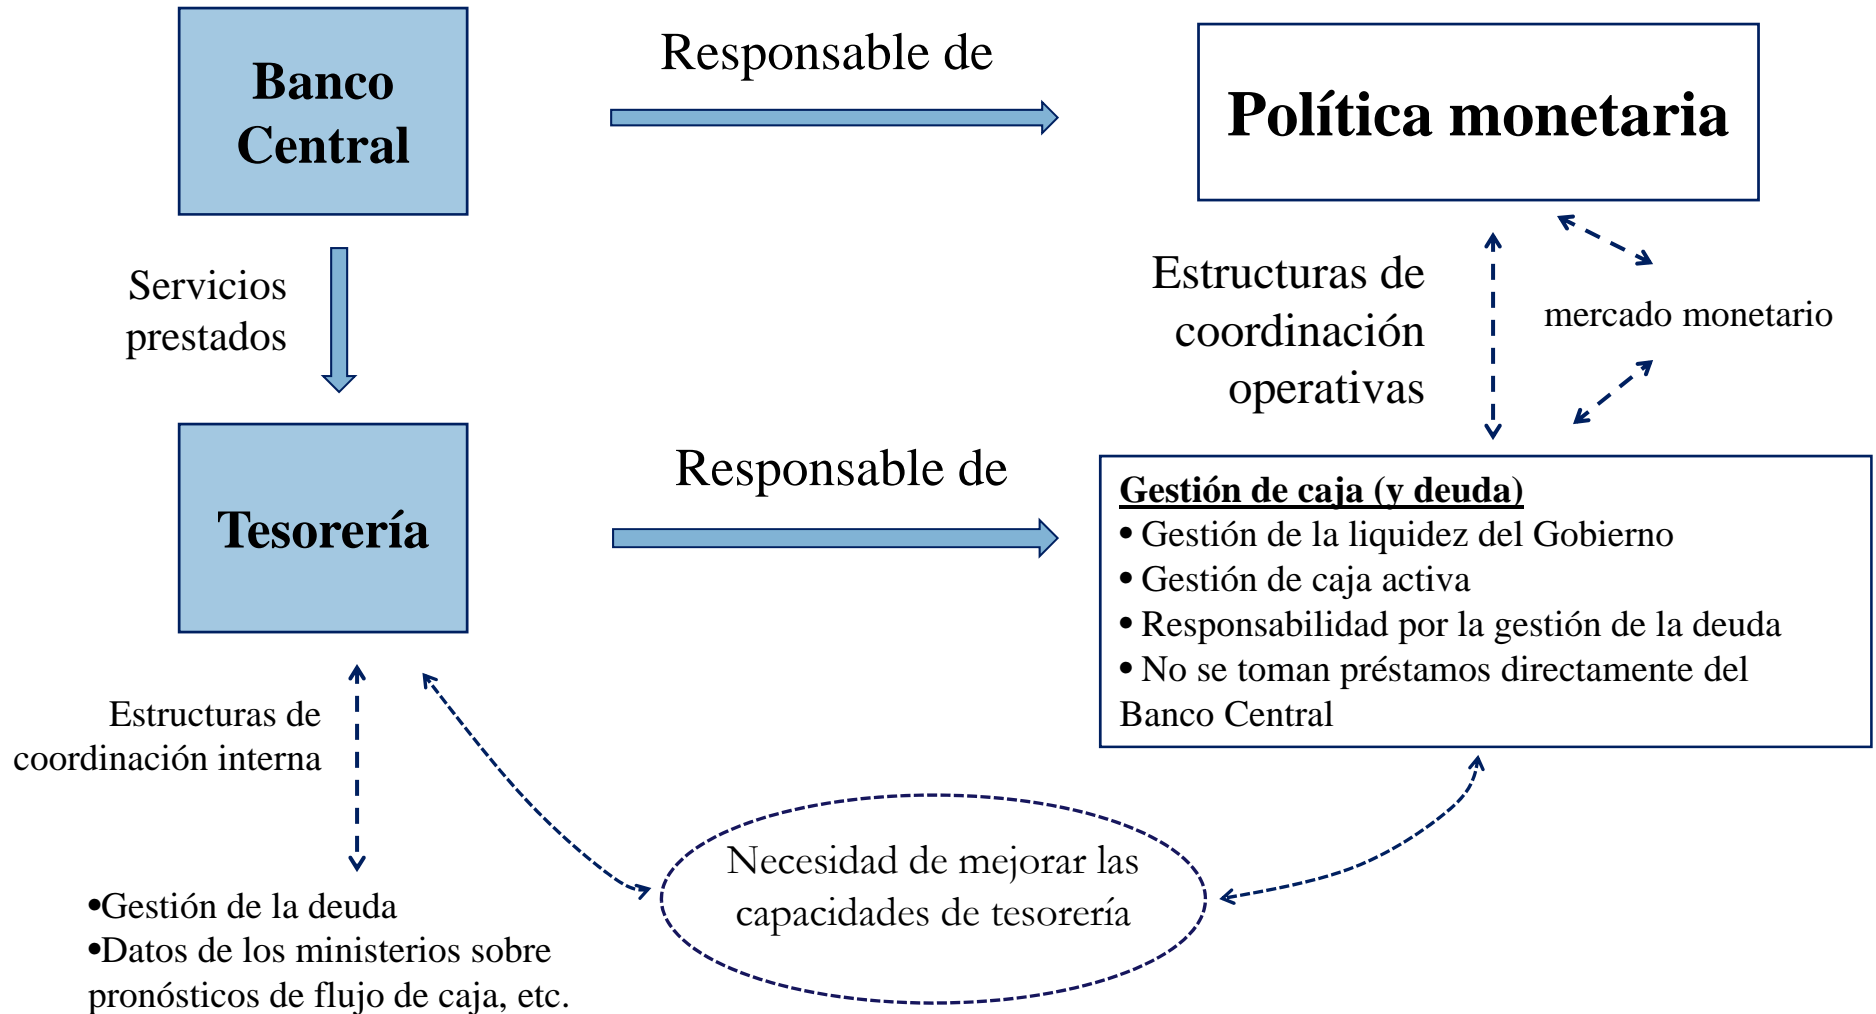 Banco
Central
Responsable de
Política monetaria
Servicios
prestados
Estructuras de
coordinación
operativas
mercado monetario
Tesorería
Responsable de
Gestión de caja (y deuda)
• Gestión de la liquidez del Gobierno
• Gestión de caja activa
• Responsabilidad por la gestión de la deuda
• No se toman préstamos directamente del
Banco Central
Estructuras de
coordinación interna
Necesidad de mejorar las
capacidades de tesorería
•Gestión de la deuda
•Datos de los ministerios sobre
pronósticos de flujo de caja, etc.